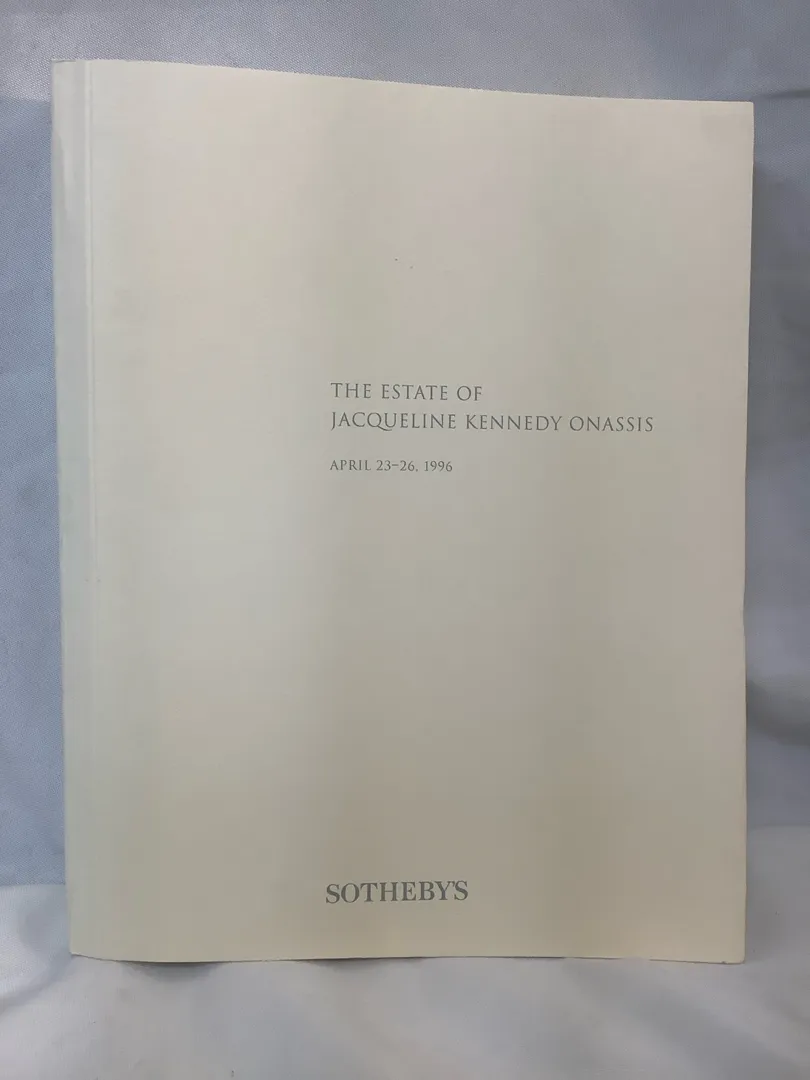 THE ESTATE OF
JACQUELINE KENNEDY ONASSIS
APRIL 23–26, 1996
SOTHEBY'S